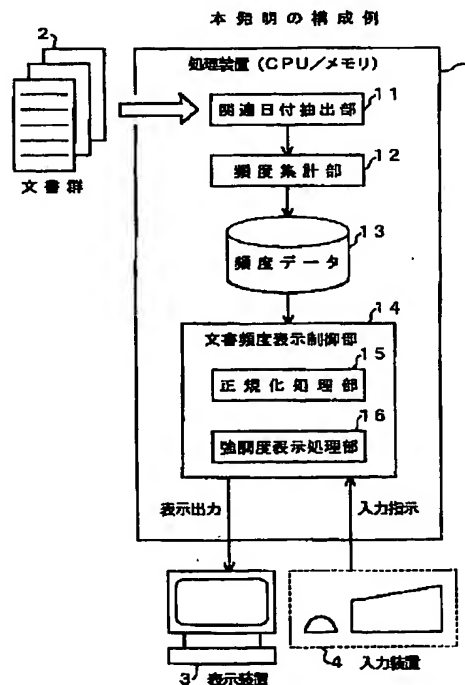 本発明の構成例
2
処理装置（CPU／メモリ）
11
関連日付抽出部
文書群
12
頻度集計部
13
頻度データ
14
文書頻度表示制御部
15
正規化処理部
16
強調度表示処理部
表示出力
入力指示
3 表示装置
4 入力装置